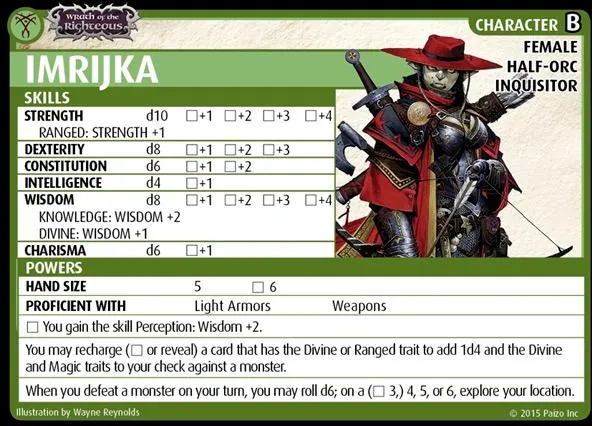 WRATH OF THE
RIGHTEOUS
CHARACTER B
FEMALE
HALF-ORC
INQUISITOR
IMRIJKA
SKILLS
STRENGTH d10 □+1 □+2 □+3 □+4
RANGED: STRENGTH +1
DEXTERITY d8 □+1 □+2 □+3
CONSTITUTION d6 □+1 □+2
INTELLIGENCE d4 □+1
WISDOM d8 □+1 □+2 □+3 □+4
KNOWLEDGE: WISDOM +2
DIVINE: WISDOM +1
CHARISMA d6 □+1
POWERS
HAND SIZE 5 □ 6
PROFICIENT WITH Light Armors Weapons
□ You gain the skill Perception: Wisdom +2.
You may recharge (□ or reveal) a card that has the Divine or Ranged trait to add 1d4 and the Divine
and Magic traits to your check against a monster.
When you defeat a monster on your turn, you may roll d6; on a (□ 3,) 4, 5, or 6, explore your location.
Illustration by Wayne Reynolds © 2015 Paizo Inc